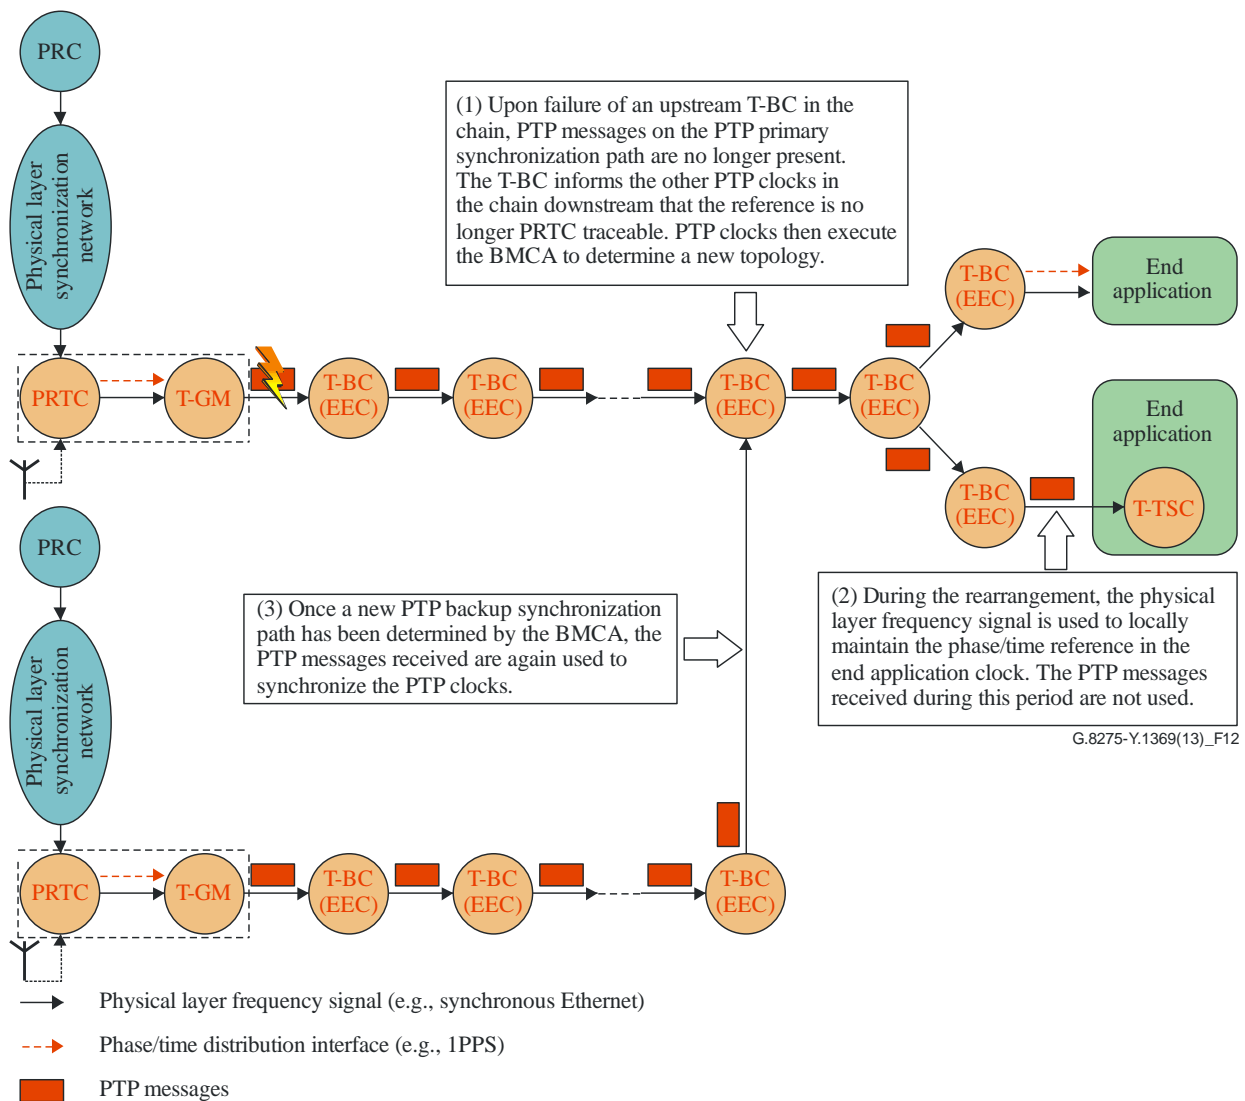 PRC
Physical layer
synchronization
network
(1) Upon failure of an upstream T-BC in the
chain, PTP messages on the PTP primary
synchronization path are no longer present.
The T-BC informs the other PTP clocks in
the chain downstream that the reference is no
longer PRTC traceable. PTP clocks then execute
the BMCA to determine a new topology.
T-BC
(EEC)
End
application
PRTC
T-GM
T-BC
(EEC)
T-BC
(EEC)
T-BC
(EEC)
T-BC
(EEC)
End
application
T-BC
(EEC)
T-TSC
PRC
Physical layer
synchronization
network
(3) Once a new PTP backup synchronization
path has been determined by the BMCA, the
PTP messages received are again used to
synchronize the PTP clocks.
(2) During the rearrangement, the physical
layer frequency signal is used to locally
maintain the phase/time reference in the
end application clock. The PTP messages
received during this period are not used.
G.8275-Y.1369(13)_F12
PRTC
T-GM
T-BC
(EEC)
T-BC
(EEC)
T-BC
(EEC)
Physical layer frequency signal (e.g., synchronous Ethernet)
Phase/time distribution interface (e.g., 1PPS)
PTP messages